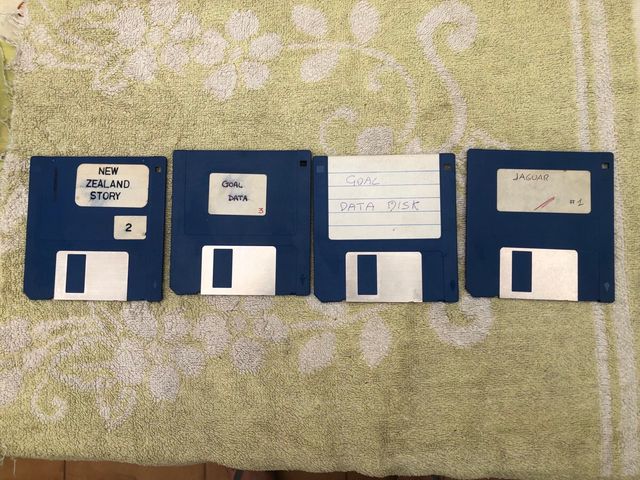 NEW
ZEALAND
STORY
2
GOAL
DATA
3
GOAL
DATA DISK
JAGUAR
#1